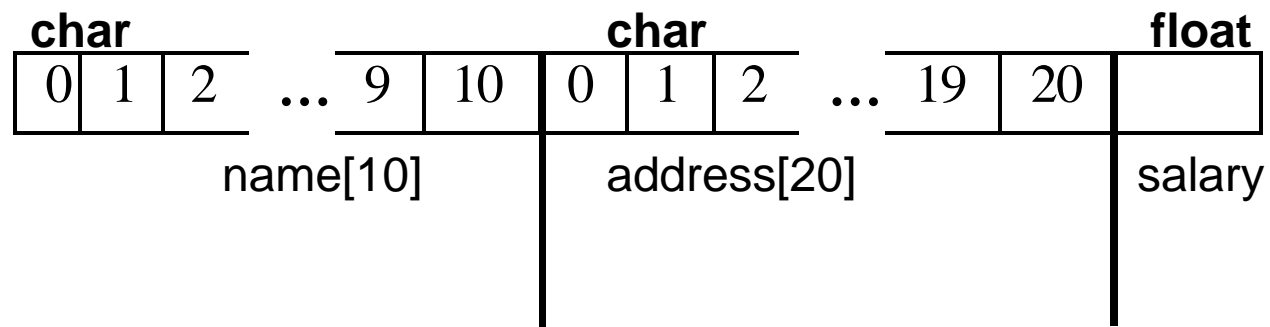 char char float
0 1 2 ... 9 10 0 1 2 ... 19 20
name[10] address[20] salary